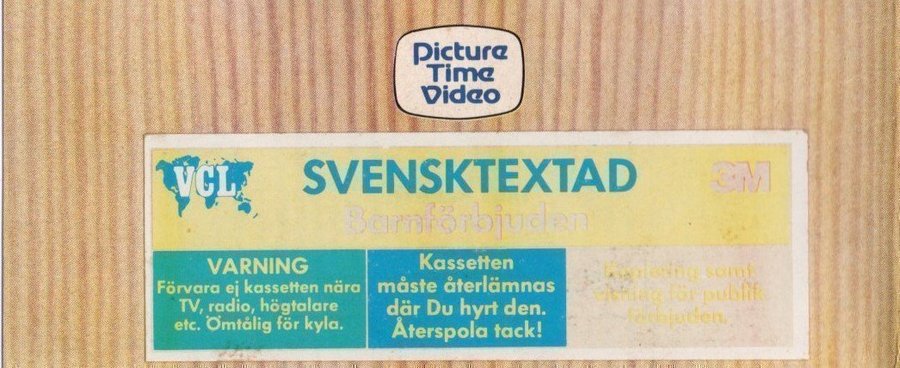 Picture
Time
Video
VCL
SVENSKTEXTAD
3M
Barnförbjuden
VARNING
Förvara ej kassetten nära
TV, radio, högtalare
etc. Ömtålig för kyla.
Kassetten
måste återlämnas
där Du hyrt den.
Återspola tack!
Kopiering samt
visning för publik
förbjuden.